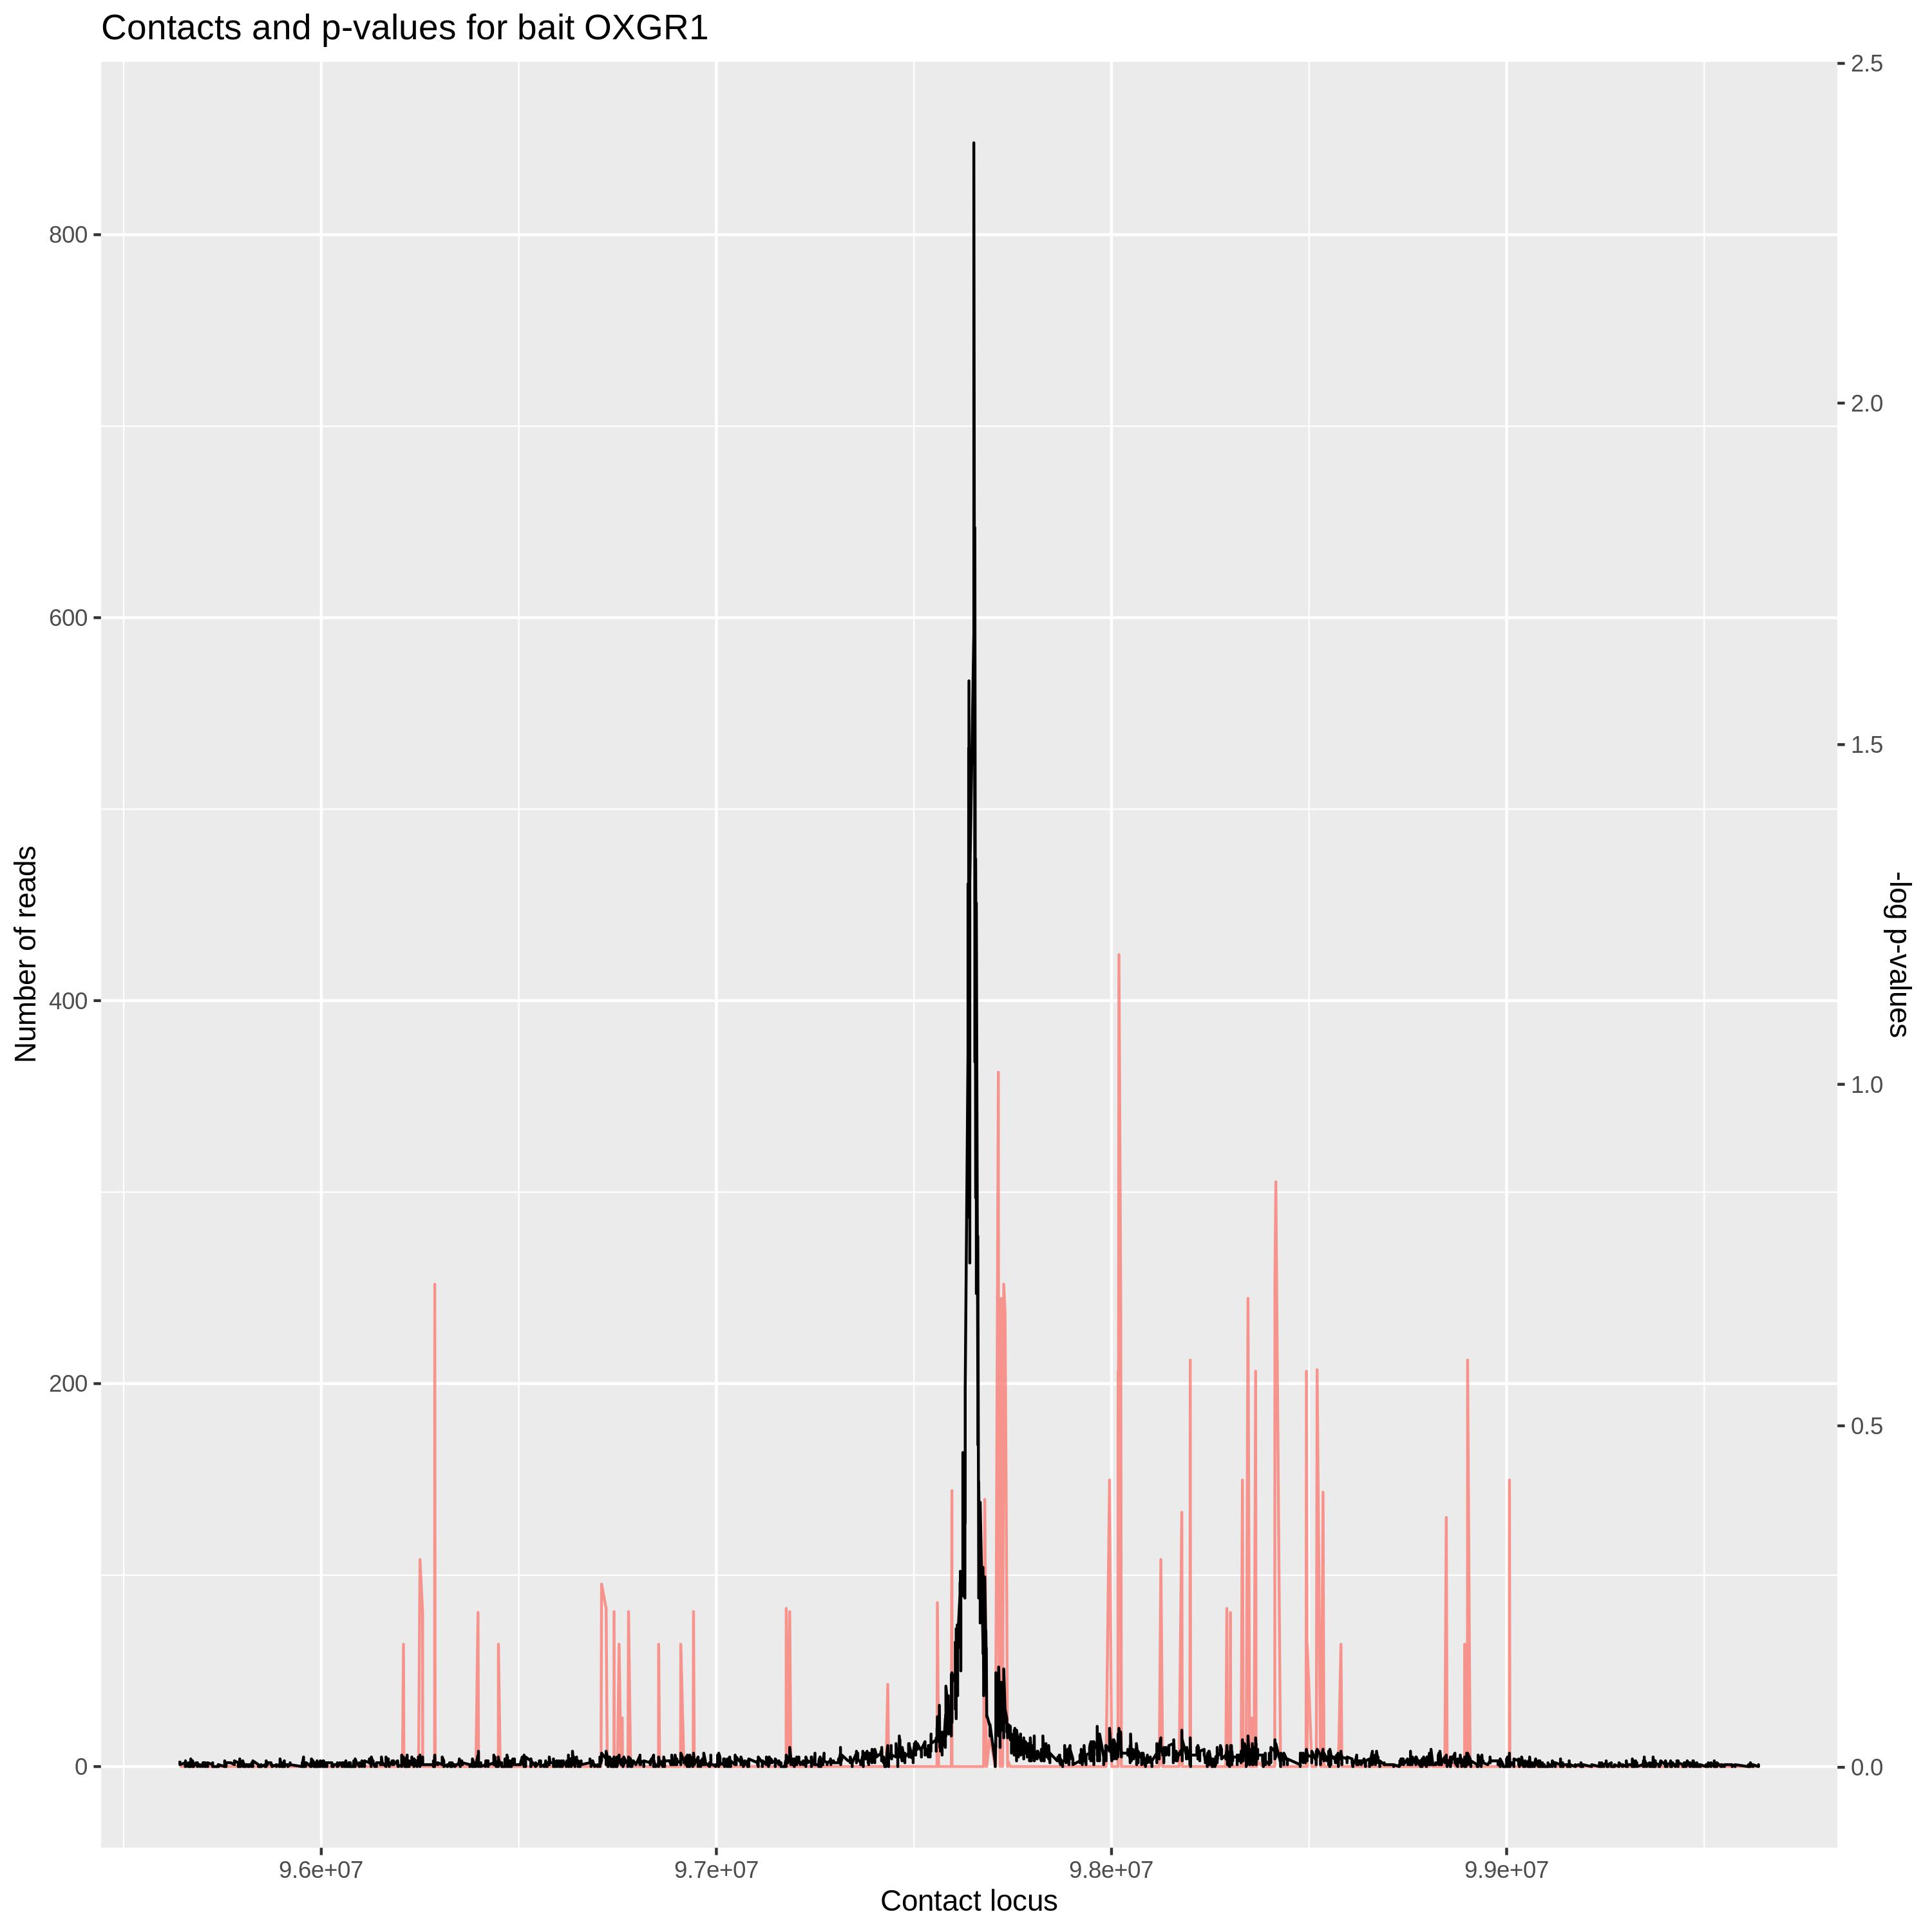 Contacts and p-values for bait OXGR1
2.5
800
2.0
600
1.5
Number of reads
-log p-values
400
1.0
200
0.5
0
0.0
9.6e+07 9.7e+07 9.8e+07 9.9e+07
Contact locus